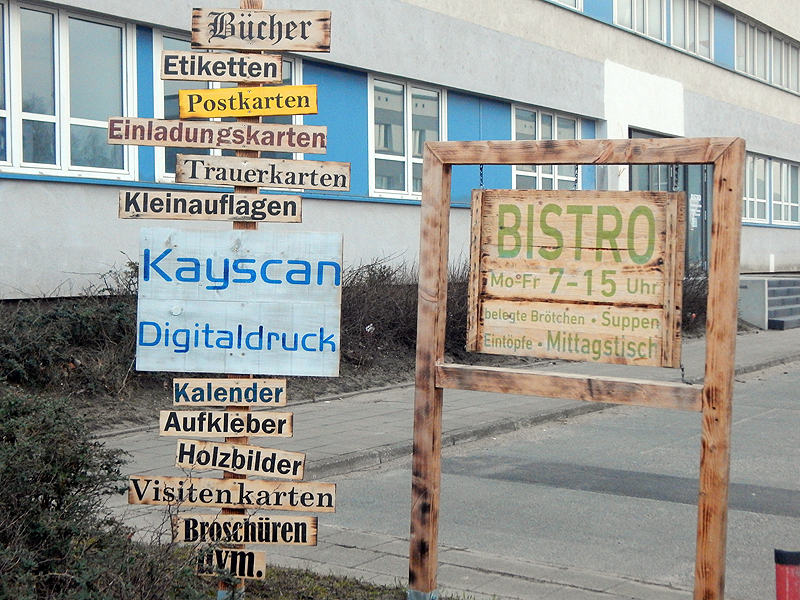 Bücher
Etiketten
Postkarten
Einladungskarten
Trauerkarten
Kleinauflagen
Kayscan
Digitaldruck
Kalender
Aufkleber
Holzbilder
Visitenkarten
Broschüren
uvm.
BISTRO
Mo°Fr 7-15 Uhr
belegte Brötchen • Suppen
Eintöpfe • Mittagstisch